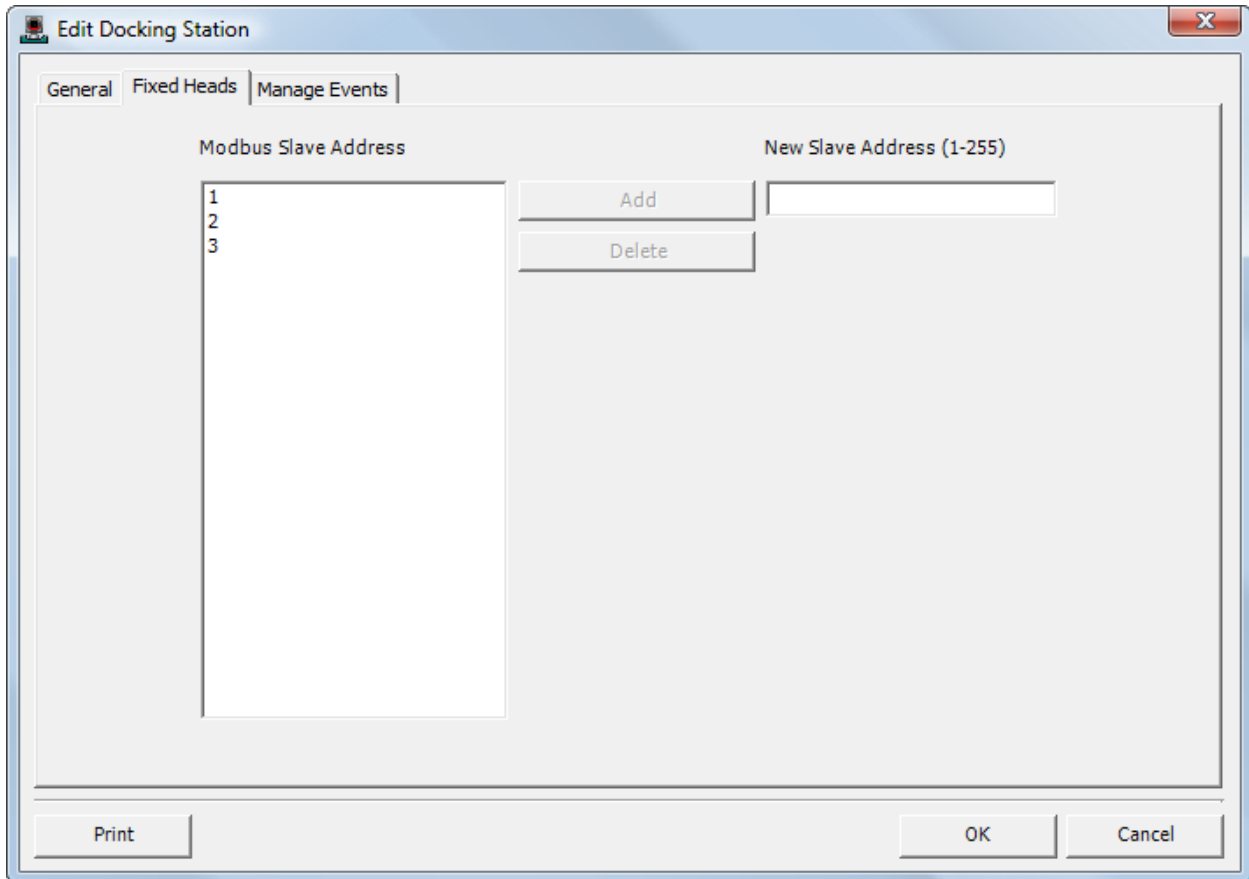 Edit Docking Station
General Fixed Heads Manage Events
Modbus Slave Address New Slave Address (1-255)
1
2
3
Add
Delete
Print OK Cancel